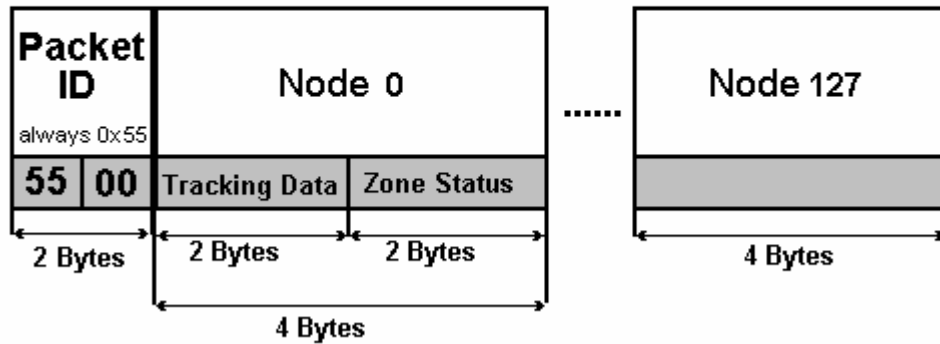 Packet
ID
always 0x55
Node 0
......
Node 127
55 00 Tracking Data Zone Status
2 Bytes 2 Bytes 2 Bytes 4 Bytes
4 Bytes